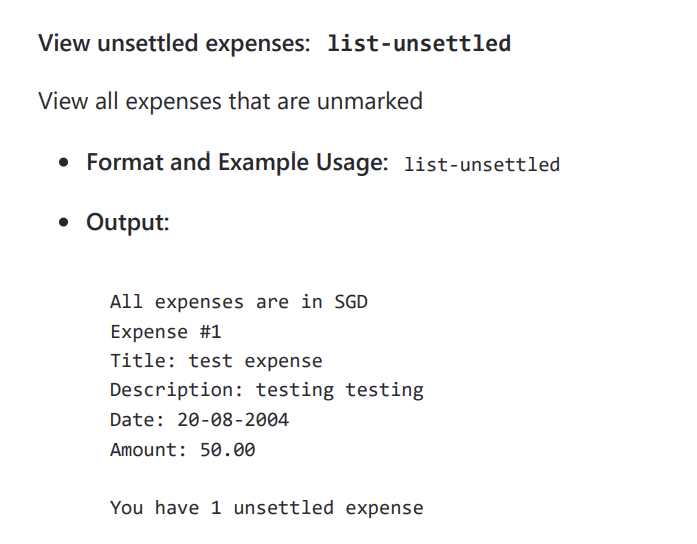 View unsettled expenses: list-unsettled
View all expenses that are unmarked
• Format and Example Usage: list-unsettled
• Output:
All expenses are in SGD
Expense #1
Title: test expense
Description: testing testing
Date: 20-08-2004
Amount: 50.00
You have 1 unsettled expense